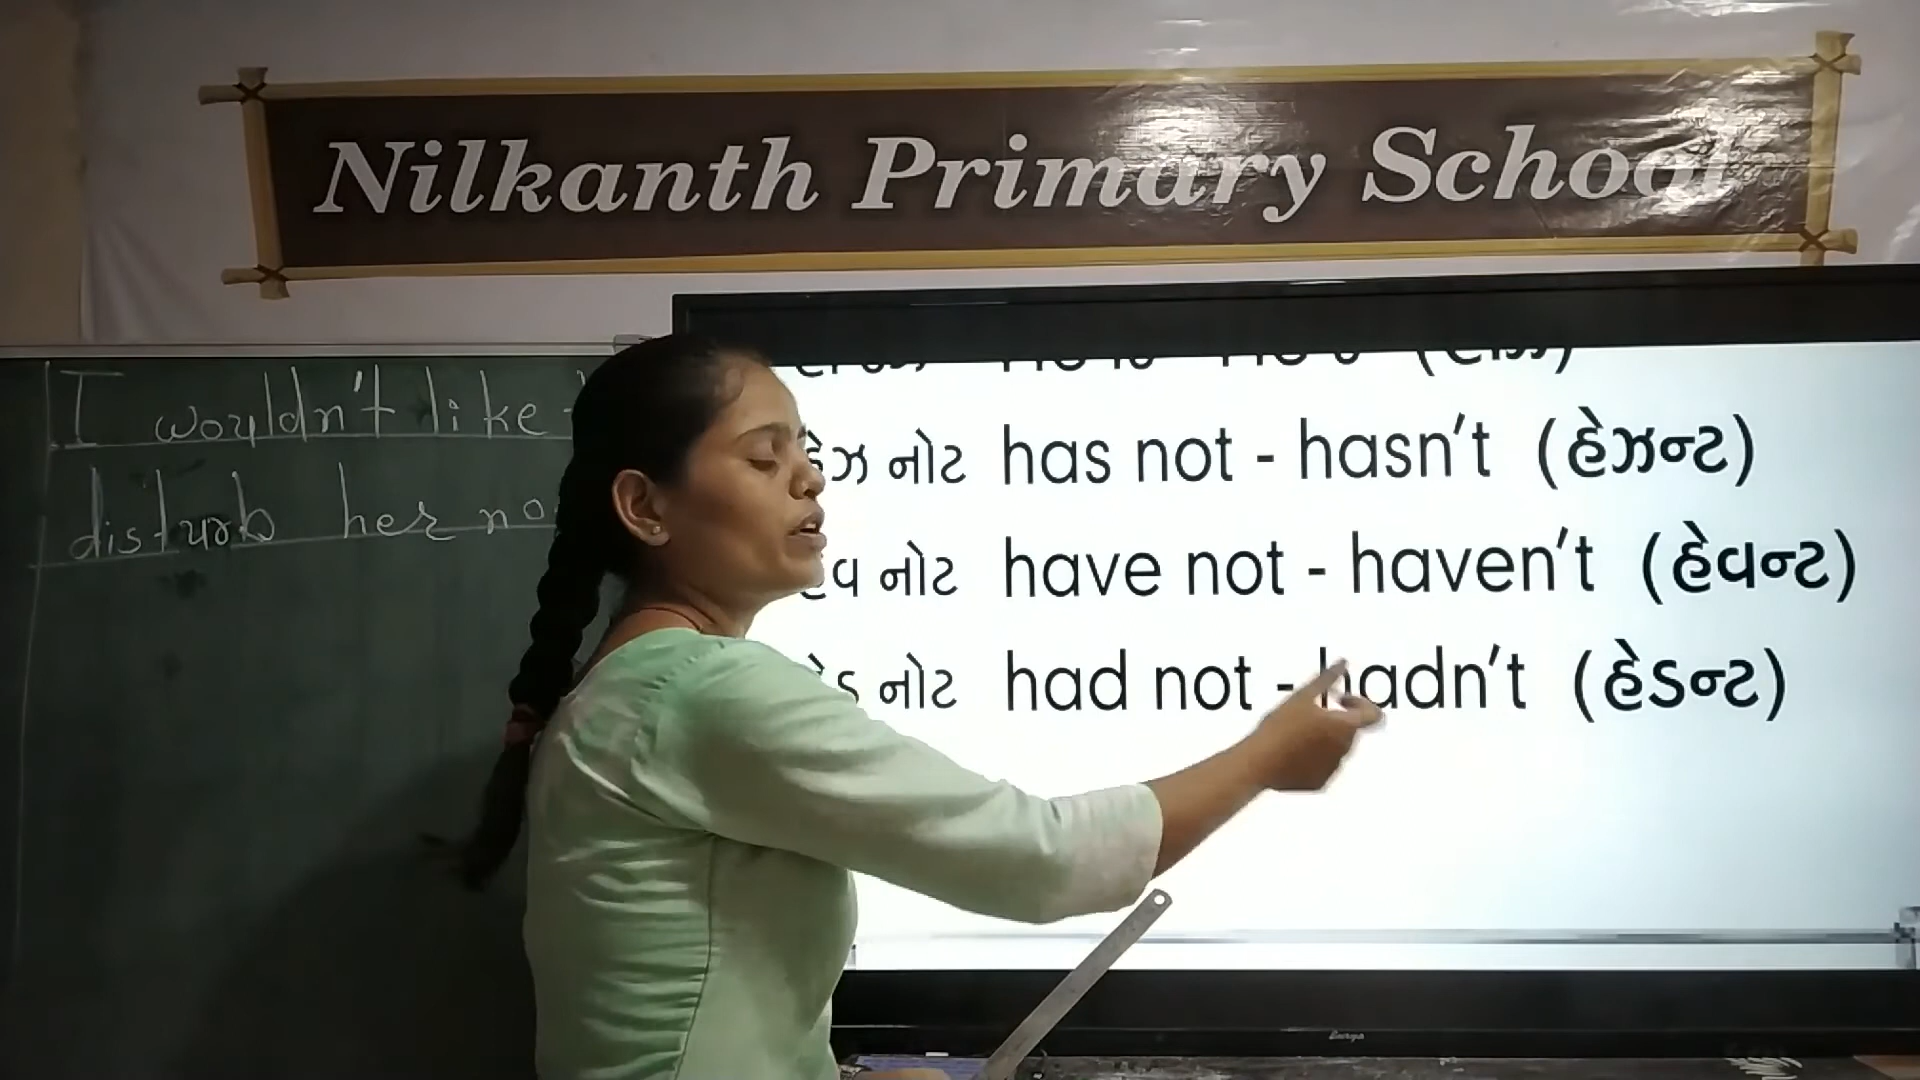 Nilkanth Primary School
I wouldn't like
disturb her
નોટ has not - hasn't (હેઝન્ટ)
નોટ have not - haven't (હેવન્ટ)
નોટ had not - hadn't (હેડન્ટ)